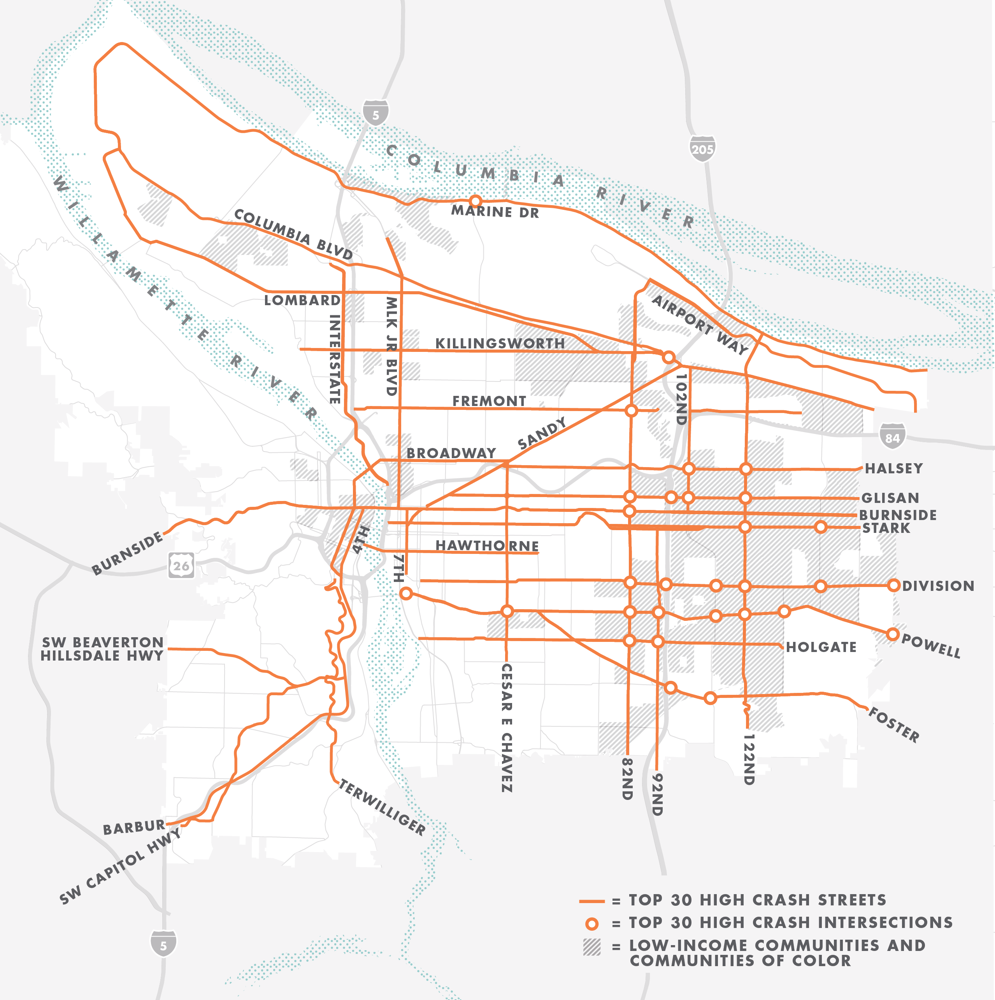 5
205
COLUMBIA RIVER
WILLAMETTE RIVER
MARINE DR
COLUMBIA BLVD
LOMBARD
INTERSTATE
MLK JR BLVD
AIRPORT WAY
KILLINGSWORTH
102ND
FREMONT
SANDY
84
BROADWAY
HALSEY
GLISAN
BURNSIDE
STARK
BURNSIDE
26
4TH
HAWTHORNE
7TH
DIVISION
POWELL
SW BEAVERTON
HILLSDALE HWY
HOLGATE
CESAR E CHAVEZ
FOSTER
82ND
92ND
122ND
TERWILLIGER
BARBUR
SW CAPITOL HWY
5
= TOP 30 HIGH CRASH STREETS
= TOP 30 HIGH CRASH INTERSECTIONS
= LOW-INCOME COMMUNITIES AND
COMMUNITIES OF COLOR